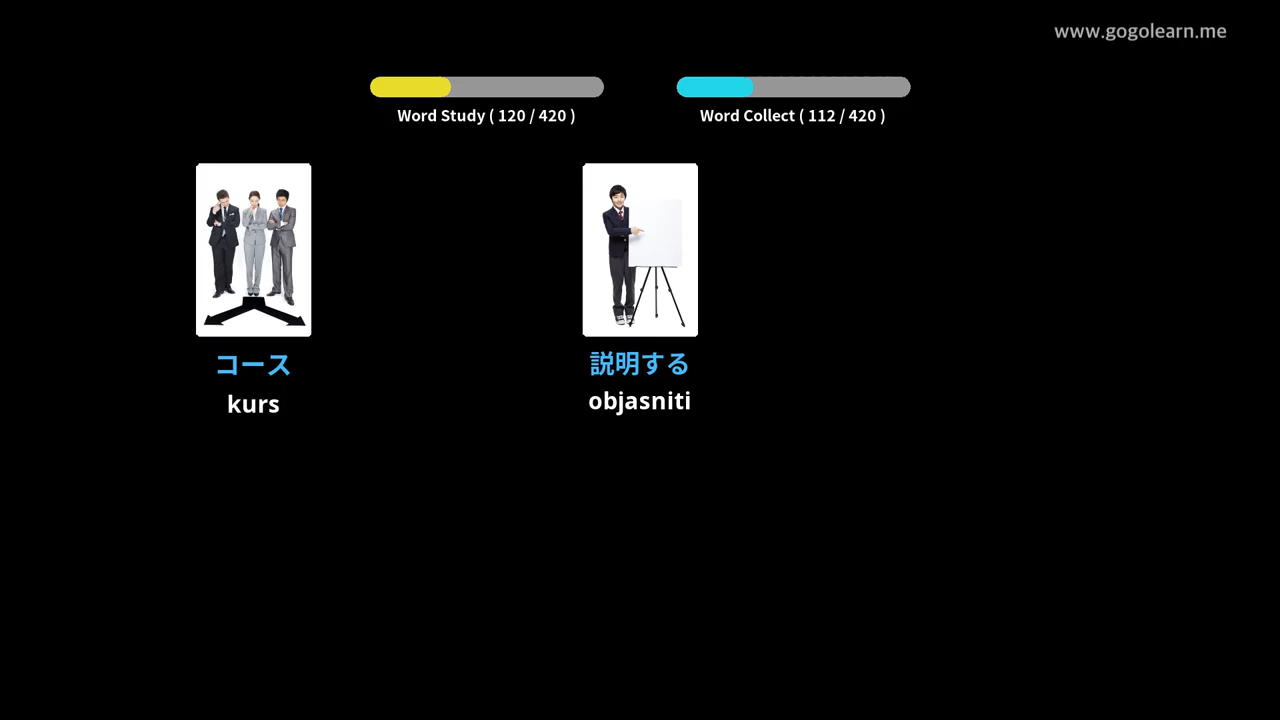 www.gogolearn.me
Word Study ( 120 / 420 )
Word Collect ( 112 / 420 )
コース
kurs
説明する
objasniti